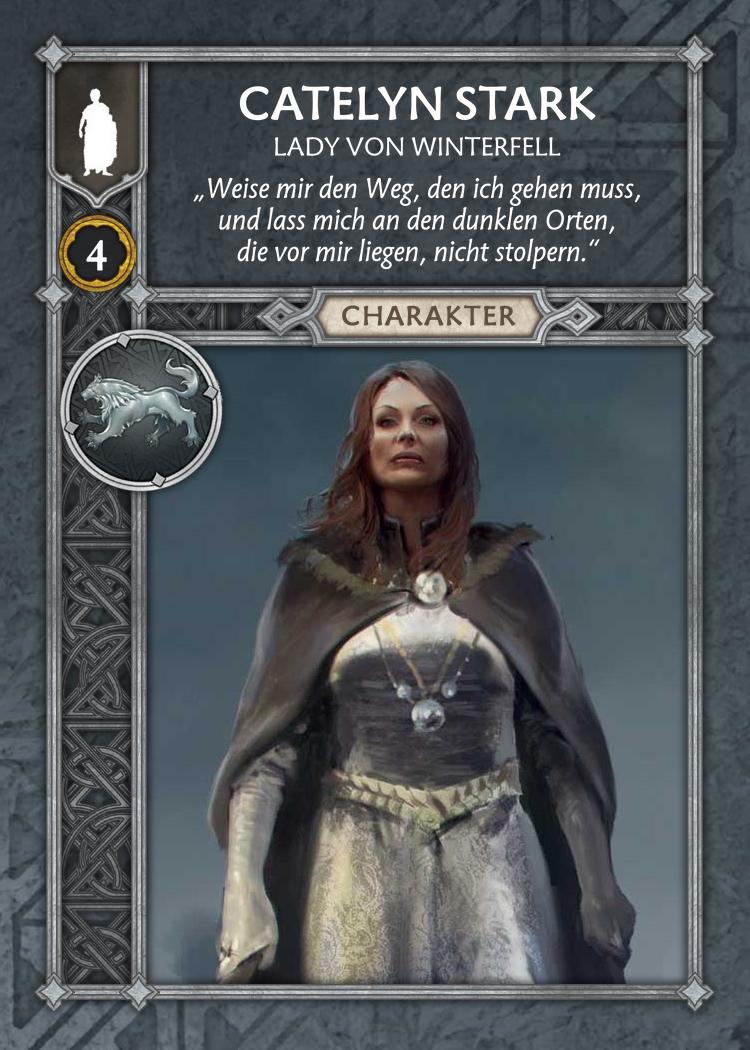 CATELYN STARK
LADY VON WINTERFELL
„Weise mir den Weg, den ich gehen muss,
und lass mich an den dunklen Orten,
die vor mir liegen, nicht stolpern.“
4
CHARAKTER